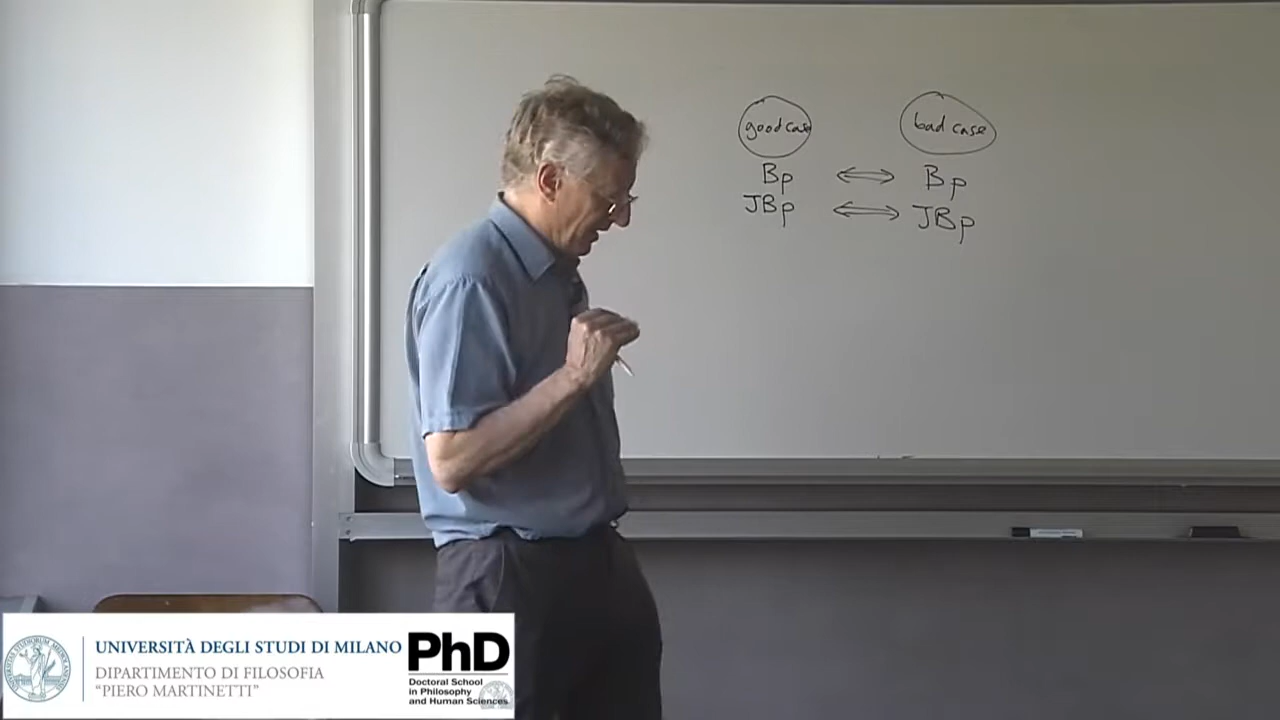 good case bad case
Bp ⟺ Bp
JBp ⟺ JBp
UNIVERSITÀ DEGLI STUDI DI MILANO
DIPARTIMENTO DI FILOSOFIA
“PIERO MARTINETTI”
PhD
Doctoral School
in Philosophy
and Human Sciences